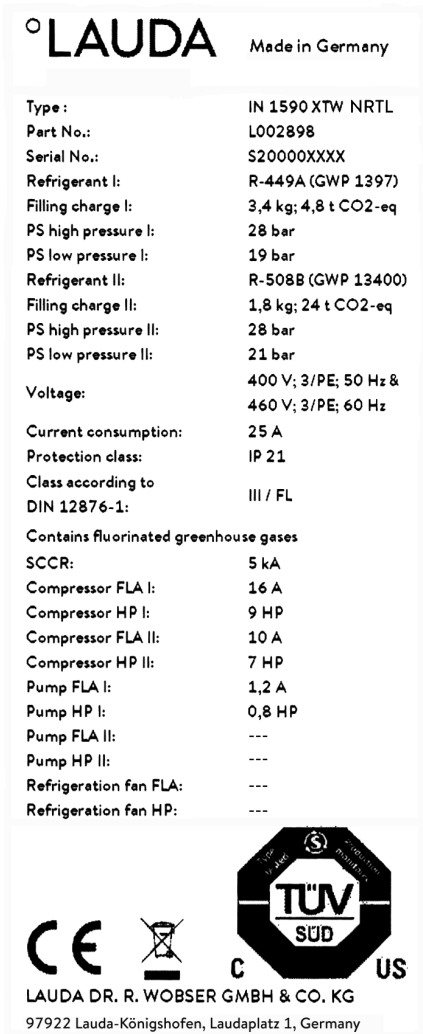 °LAUDA Made in Germany
Type : IN 1590 XTW NRTL
Part No.: L002898
Serial No.: S20000XXXX
Refrigerant I: R-449A (GWP 1397)
Filling charge I: 3,4 kg; 4,8 t CO2-eq
PS high pressure I: 28 bar
PS low pressure I: 19 bar
Refrigerant II: R-508B (GWP 13400)
Filling charge II: 1,8 kg; 24 t CO2-eq
PS high pressure II: 28 bar
PS low pressure II: 21 bar
Voltage: 400 V; 3/PE; 50 Hz &
460 V; 3/PE; 60 Hz
Current consumption: 25 A
Protection class: IP 21
Class according to
DIN 12876-1: III / FL
Contains fluorinated greenhouse gases
SCCR: 5 kA
Compressor FLA I: 16 A
Compressor HP I: 9 HP
Compressor FLA II: 10 A
Compressor HP II: 7 HP
Pump FLA I: 1,2 A
Pump HP I: 0,8 HP
Pump FLA II: ---
Pump HP II: ---
Refrigeration fan FLA: ---
Refrigeration fan HP: ---
S
Type
Production
TÜV
SÜD
CE
C US
LAUDA DR. R. WOBSER GMBH & CO. KG
97922 Lauda-Königshofen, Laudaplatz 1, Germany